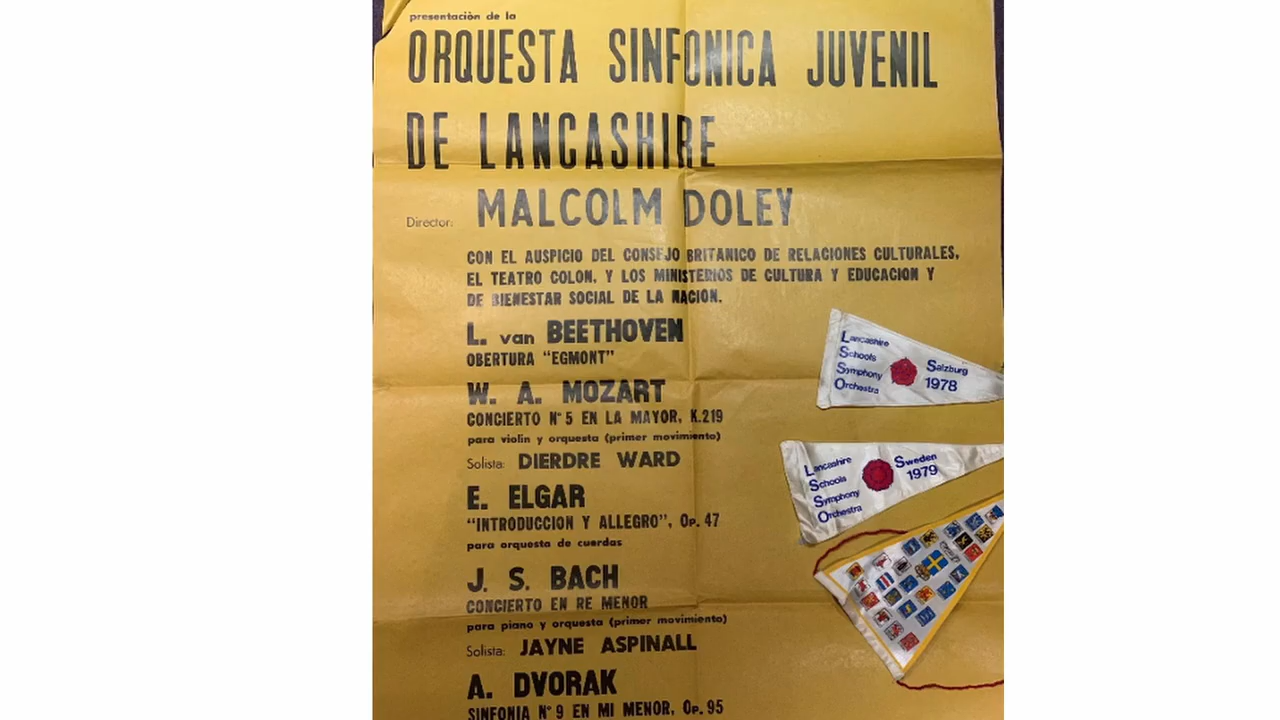 presentaciòn de la
ORQUESTA SINFONICA JUVENIL
DE LANCASHIRE
Director: MALCOLM DOLEY
CON EL AUSPICIO DEL CONSEJO BRITANICO DE RELACIONES CULTURALES,
EL TEATRO COLON, Y LOS MINISTERIOS DE CULTURA Y EDUCACION Y
DE BIENESTAR SOCIAL DE LA NACION.
L. van BEETHOVEN
OBERTURA "EGMONT"
W. A. MOZART
CONCIERTO N° 5 EN LA MAYOR, K.219
para violin y orquesta (primer movimiento)
Solista: DIERDRE WARD
E. ELGAR
"INTRODUCCION Y ALLEGRO", Op. 47
para orquesta de cuerdas
J. S. BACH
CONCIERTO EN RE MENOR
para piano y orquesta (primer movimiento)
Solista: JAYNE ASPINALL
A. DVORAK
SINFONIA N° 9 EN MI MENOR, Op. 95
Lancashire
Schools
Symphony
Orchestra
Salzburg
1978
Lancashire
Schools
Symphony
Orchestra
Sweden
1979